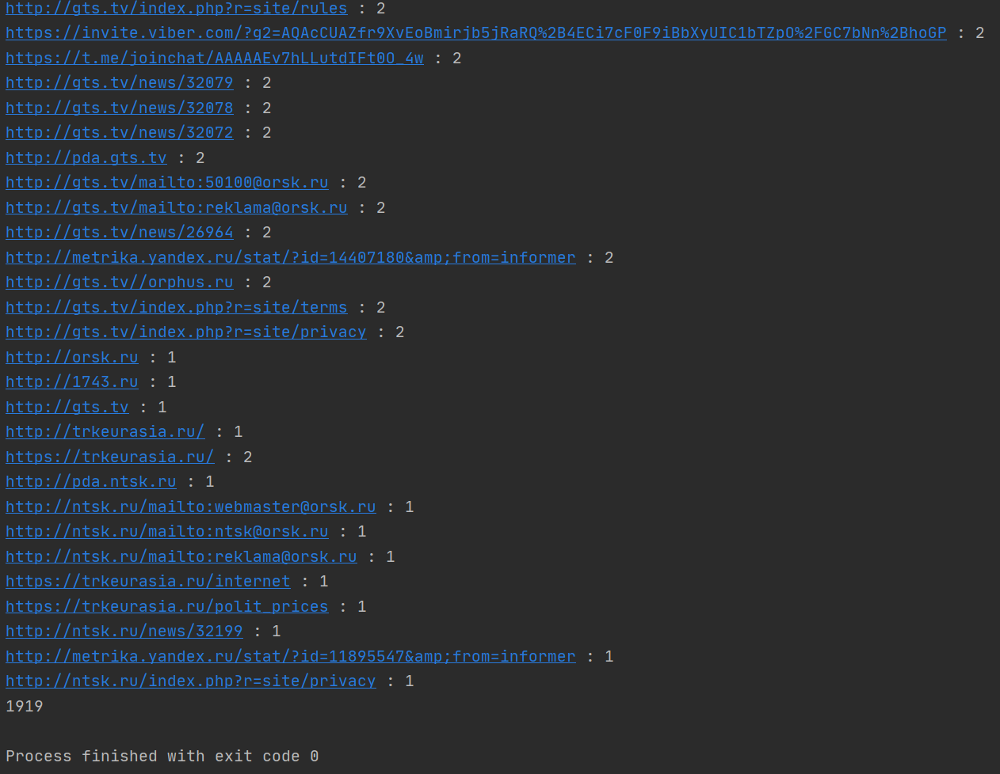 http://gts.tv/index.php?r=site/rules : 2
https://invite.viber.com/?g2=AQAcCUAZfr9XvEoBmirjb5jRaRQ%2B4ECi7cF0F9iBbXyUIC1bTZpO%2FGC7bNn%2BhoGP : 2
https://t.me/joinchat/AAAAAEv7hLLutdIFt0O_4w : 2
http://gts.tv/news/32079 : 2
http://gts.tv/news/32078 : 2
http://gts.tv/news/32072 : 2
http://pda.gts.tv : 2
http://gts.tv/mailto:50100@orsk.ru : 2
http://gts.tv/mailto:reklama@orsk.ru : 2
http://gts.tv/news/26964 : 2
http://metrika.yandex.ru/stat/?id=14407180&amp;from=informer : 2
http://gts.tv//orphus.ru : 2
http://gts.tv/index.php?r=site/terms : 2
http://gts.tv/index.php?r=site/privacy : 2
http://orsk.ru : 1
http://1743.ru : 1
http://gts.tv : 1
http://trkeurasia.ru/ : 1
https://trkeurasia.ru/ : 2
http://pda.ntsk.ru : 1
http://ntsk.ru/mailto:webmaster@orsk.ru : 1
http://ntsk.ru/mailto:ntsk@orsk.ru : 1
http://ntsk.ru/mailto:reklama@orsk.ru : 1
https://trkeurasia.ru/internet : 1
https://trkeurasia.ru/polit_prices : 1
http://ntsk.ru/news/32199 : 1
http://metrika.yandex.ru/stat/?id=11895547&amp;from=informer : 1
http://ntsk.ru/index.php?r=site/privacy : 1
1919
Process finished with exit code 0